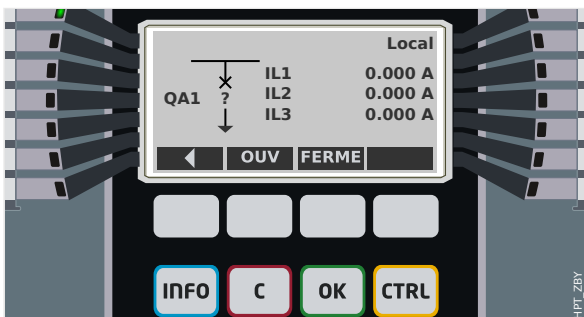 Local
IL1 0.000 A
QA1 ? IL2 0.000 A
IL3 0.000 A
OUV FERME
INFO C OK CTRL
HPT_ZBY